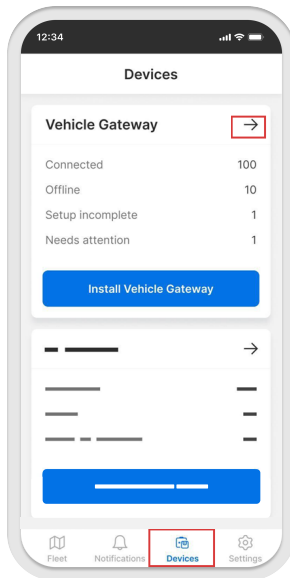 12:34
Devices
Vehicle Gateway
Connected 100
Offline 10
Setup incomplete 1
Needs attention 1
Install Vehicle Gateway
Fleet Notifications Devices Settings